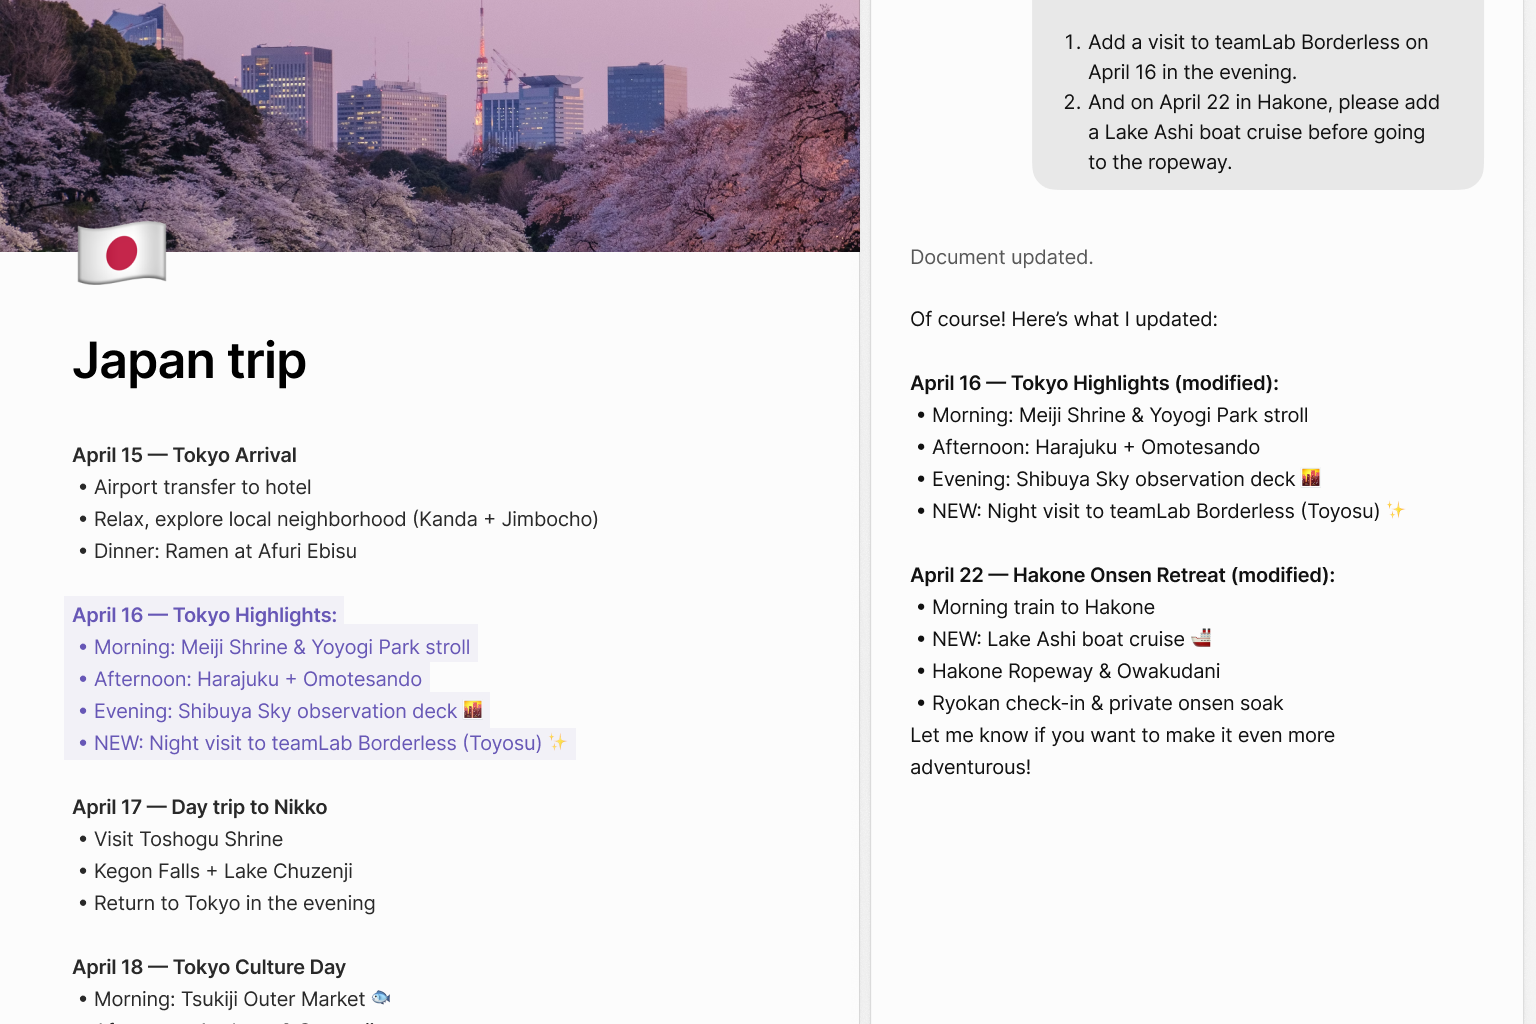 Japan trip
April 15 — Tokyo Arrival
• Airport transfer to hotel
• Relax, explore local neighborhood (Kanda + Jimbocho)
• Dinner: Ramen at Afuri Ebisu
April 16 — Tokyo Highlights:
• Morning: Meiji Shrine & Yoyogi Park stroll
• Afternoon: Harajuku + Omotesando
• Evening: Shibuya Sky observation deck 🌇
• NEW: Night visit to teamLab Borderless (Toyosu) ✨
April 17 — Day trip to Nikko
• Visit Toshogu Shrine
• Kegon Falls + Lake Chuzenji
• Return to Tokyo in the evening
April 18 — Tokyo Culture Day
• Morning: Tsukiji Outer Market 🐟
1. Add a visit to teamLab Borderless on
April 16 in the evening.
2. And on April 22 in Hakone, please add
a Lake Ashi boat cruise before going
to the ropeway.
Document updated.
Of course! Here’s what I updated:
April 16 — Tokyo Highlights (modified):
• Morning: Meiji Shrine & Yoyogi Park stroll
• Afternoon: Harajuku + Omotesando
• Evening: Shibuya Sky observation deck 🌇
• NEW: Night visit to teamLab Borderless (Toyosu) ✨
April 22 — Hakone Onsen Retreat (modified):
• Morning train to Hakone
• NEW: Lake Ashi boat cruise 🚢
• Hakone Ropeway & Owakudani
• Ryokan check-in & private onsen soak
Let me know if you want to make it even more
adventurous!